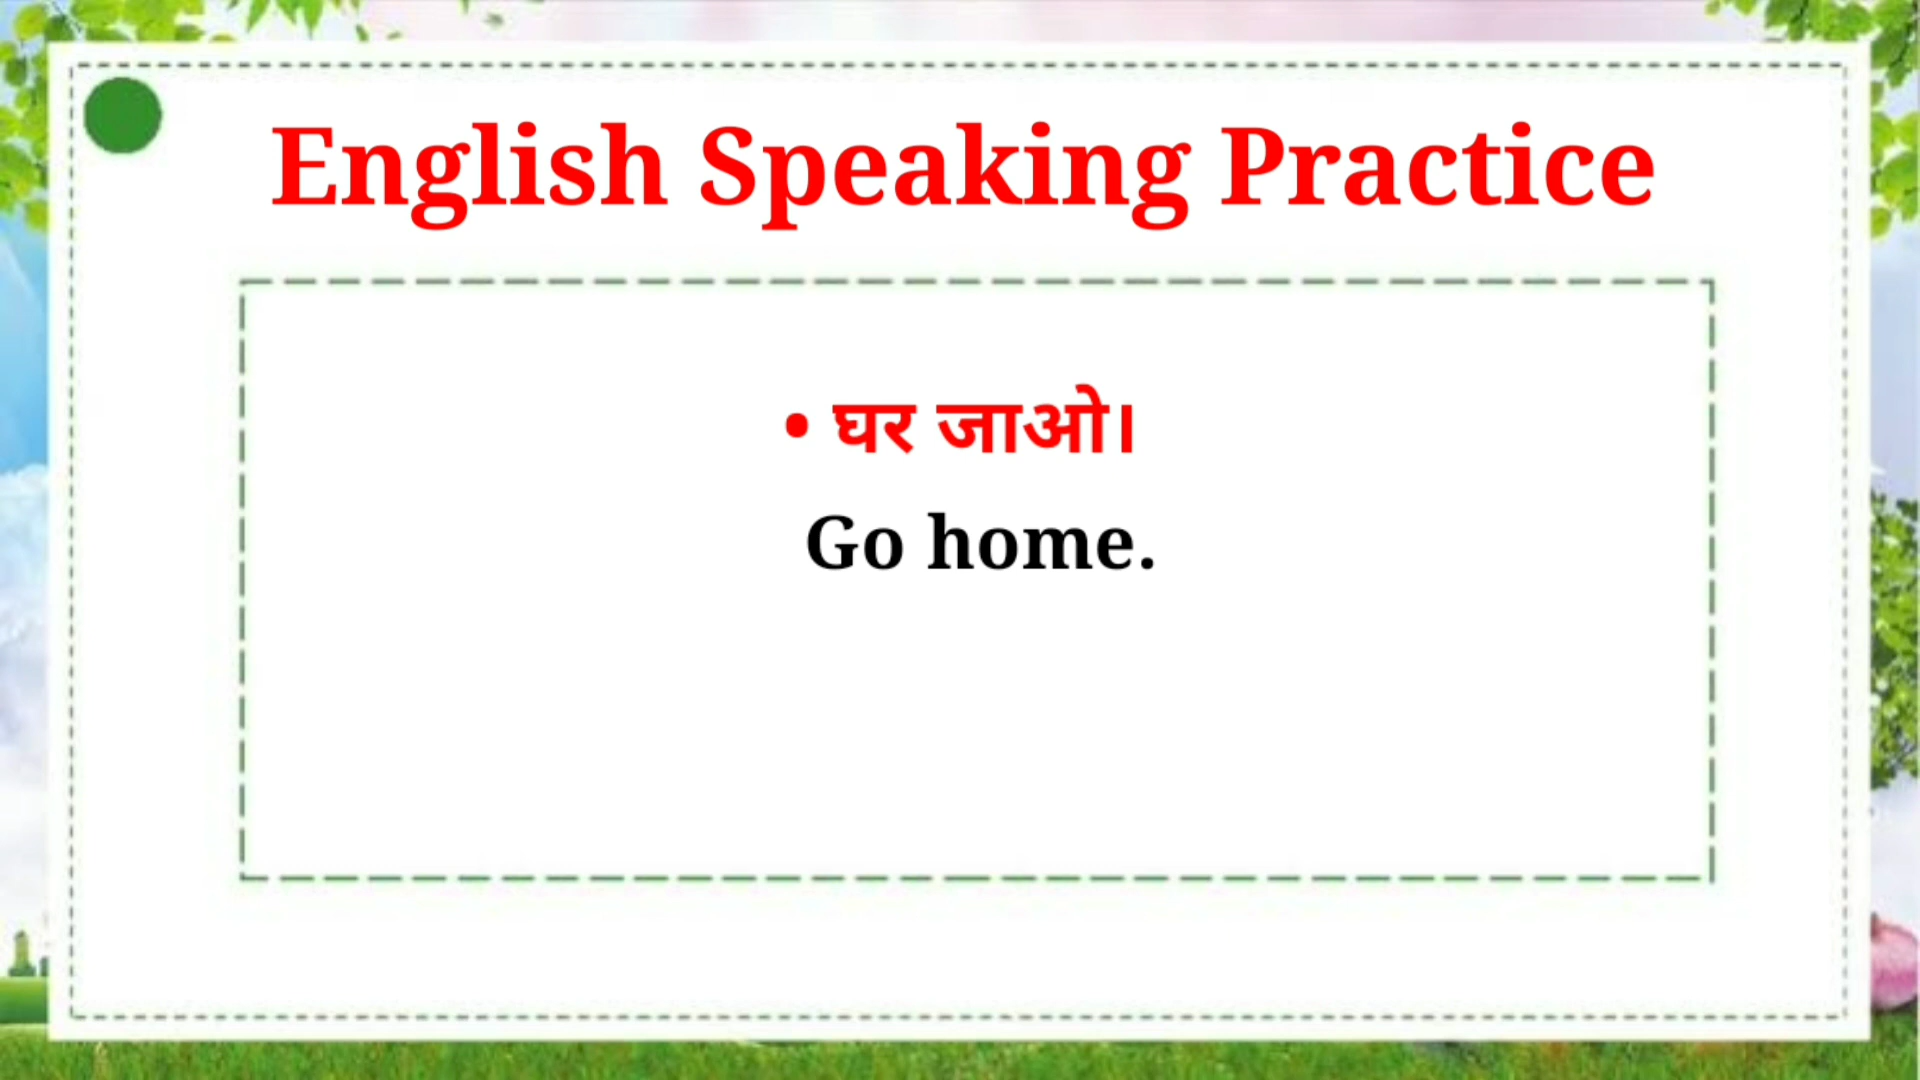 English Speaking Practice
• घर जाओ।
Go home.